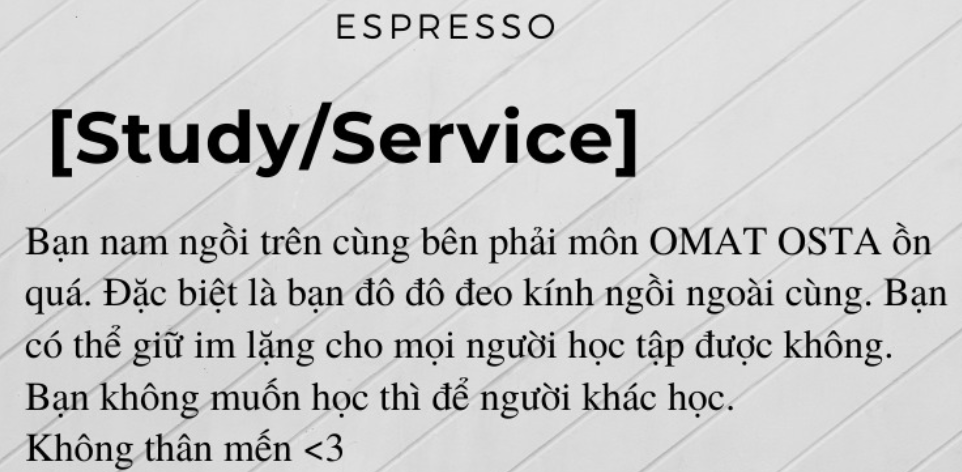 ESPRESSO
[Study/Service]
Bạn nam ngồi trên cùng bên phải môn OMAT OSTA ồn
quá. Đặc biệt là bạn đô đô đeo kính ngồi ngoài cùng. Bạn
có thể giữ im lặng cho mọi người học tập được không.
Bạn không muốn học thì để người khác học.
Không thân mến <3